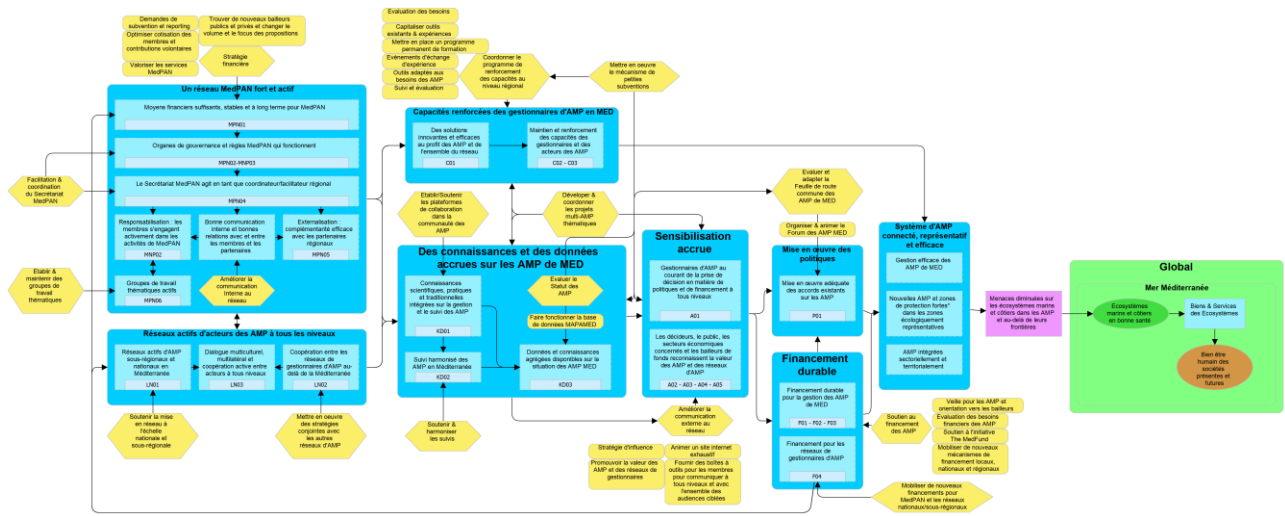 Demandes de
subvention et reporting
Optimiser cotisation des
membres et
contributions volontaires
Valoriser les services
MedPAN
Trouver de nouveaux bailleurs
publics et privés et changer le
volume et le focus des propositions
Stratégie
financière
Un réseau MedPAN fort et actif
Moyens financiers suffisants, stables et à long terme pour MedPAN
MPN01
Organes de gouvernance et règles MedPAN qui fonctionnent
MPN02-MNP03
Le Secrétariat MedPAN agit en tant que coordinateur/facilitateur régional
MPN04
Responsabilisation : les
membres s'engagent
activement dans les
activités de MedPAN
MNP02
Bonne communication
interne et bonnes
relations avec et entre
les membres et les
partenaires
Externalisation :
complémentarité efficace
avec les partenaires
régionaux
MPN05
Groupes de travail
thématiques actifs
MPN06
Facilitation &
coordination
du Secrétariat
MedPAN
Etablir &
maintenir des
groupes de
travail
thématiques
Améliorer la
communication
Interne au
réseau
Réseaux actifs d'acteurs des AMP à tous les niveaux
Réseaux actifs d'AMP
sous-régionaux et
nationaux en
Méditerranée
LN01
Dialogue multiculturel,
multilatéral et
coopération active entre
acteurs à tous niveaux
LN03
Coopération entre les
réseaux de
gestionnaires d'AMP au-
delà de la Méditerranée
LN02
Soutenir la mise
en réseau à
l'échelle
nationale et
sous-régionale
Mettre en oeuvre
des stratégies
conjointes avec
les autres
réseaux d'AMP
Evaluation des besoins
Capitaliser outils
existants & expériences
Mettre en place un programme
permanent de formation
Evènements d'échange
d'expérience
Outils adaptés aux
besoins des AMP
Suivi et évaluation
Coordonner le
programme de
renforcement
des capacités au
niveau régional
Mettre en oeuvre
le mécanisme de
petites
subventions
Capacités renforcées des gestionnaires d'AMP en MED
Des solutions
innovantes et efficaces
au profit des AMP et de
l'ensemble du réseau
C01
Maintien et renforcement
des capacités des
gestionnaires et des
acteurs des AMP
C02 - C03
Etablir/Soutenir
les plateformes
de collaboration
dans la
communauté des
AMP
Développer &
coordonner
les projets
multi-AMP
thématiques
Des connaissances et des données
accrues sur les AMP de MED
Connaissances
scientifiques, pratiques
et traditionnelles
intégrées sur la gestion
et le suivi des AMP
KD01
Suivi harmonisé des
AMP en Méditerranée
KD02
Evaluer le
Statut des
AMP
Faire fonctionner la base
de données MAPAMED
Données et connaissances
agrégées disponibles sur la
situation des AMP MED
KD03
Soutenir &
harmoniser
les suivis
Sensibilisation
accrue
Gestionnaires d'AMP au
courant de la prise de
décision en matière de
politiques et de financement à
tous niveaux
A01
Les décideurs, le public, les
secteurs économiques
concernés et les bailleurs de
fonds reconnaissent la valeur
des AMP et des réseaux
d'AMP
A02 - A03 - A04 - A05
Améliorer la
communication
externe au
réseau
Stratégie d'influence
Promouvoir la valeur des
AMP et des réseaux de
gestionnaires
Animer un site internet
exhaustif
Fournir des boîtes à
outils pour les membres
pour communiquer à
tous niveaux et avec
l'ensemble des
audiences ciblées
Evaluer et
adapter la
Feuille de route
commune des
AMP de MED
Organiser & animer le
Forum des AMP MED
Mise en œuvre des
politiques
Mise en œuvre adéquate
des accords existants
sur les AMP
P01
Financement
durable
Financement durable
pour la gestion des AMP
de MED
F01 - F02 - F03
Financement pour les
réseaux de
gestionnaires d'AMP
F04
Système d'AMP
connecté, représentatif
et efficace
Gestion efficace des
AMP de MED
Nouvelles AMP et zones
de protection fortes*
dans les zones
écologiquement
représentatives
AMP intégrées
sectoriellement et
territorialement
Soutien au
financement
des AMP
Veille pour les AMP et
orientation vers les bailleurs
Evaluation des besoins
financiers des AMP
Soutien à l'initiative
The MedFund
Mobiliser de nouveaux
mécanismes de
financement locaux,
nationaux et régionaux
Mobiliser de nouveaux
financements pour
MedPAN et les réseaux
nationaux/sous-régionaux
Menaces diminuées sur
les écosystèmes marins
et côtiers dans les AMP
et au-delà de leurs
frontières
Global
Mer Méditerranée
Ecosystèmes
marins et côtiers
en bonne santé
Biens & Services
des Ecosystèmes
Bien être
humain des
sociétés
présentes et
futures